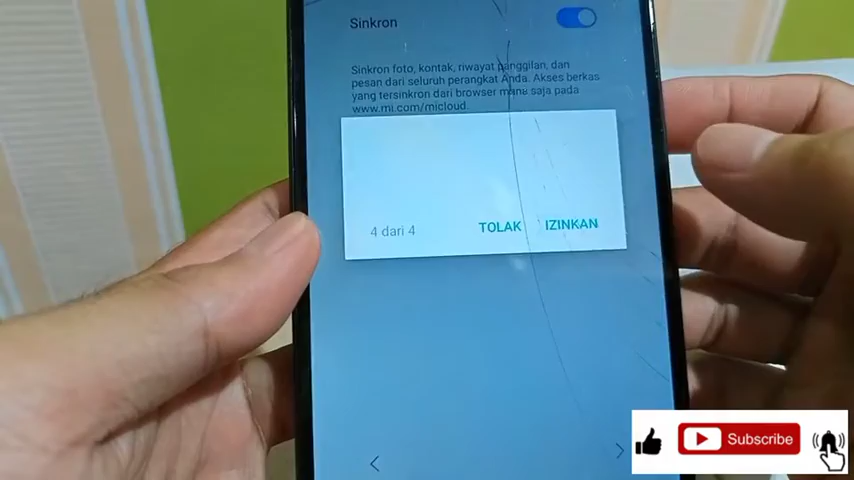 Sinkron
Sinkron foto, kontak, riwayat panggilan, dan
pesan dari seluruh perangkat Anda. Akses berkas
yang tersinkron dari browser mana saja pada
www.mi.com/micloud.
4 dari 4 TOLAK IZINKAN
Subscribe